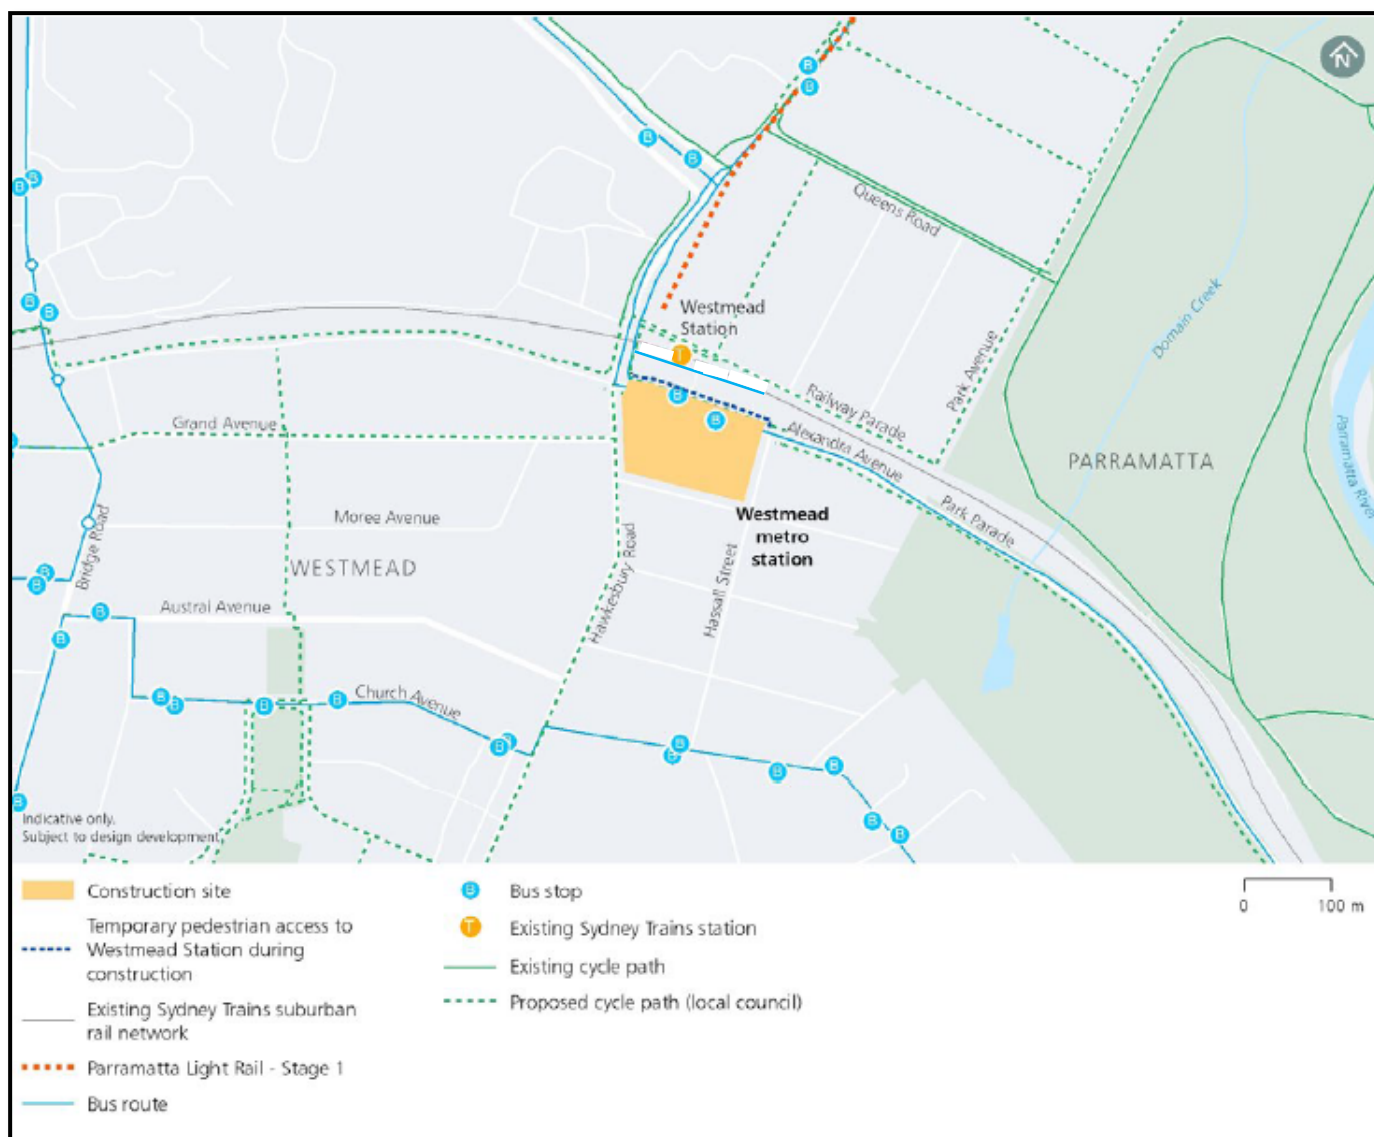 N
B
B
B
B
B
B
Queens Road
B
B
Westmead
Station
T
Domain Creek
Park Avenue
Railway Parade
B
B
Grand Avenue
Alexandra Avenue
PARRAMATTA
Parramatta River
Moree Avenue
Westmead
metro
station
Park Parade
Bridge Road
WESTMEAD
Hawkesbury Road
Hassall Street
B
B
B
Austral Avenue
B
B
B
B
B
Church Avenue
B
B
B
B
B
B
B
B
B
B
Indicative only.
Subject to design development.
Construction site
Temporary pedestrian access to
Westmead Station during
construction
Existing Sydney Trains suburban
rail network
Parramatta Light Rail - Stage 1
Bus route
B Bus stop
T Existing Sydney Trains station
Existing cycle path
Proposed cycle path (local council)
0 100 m